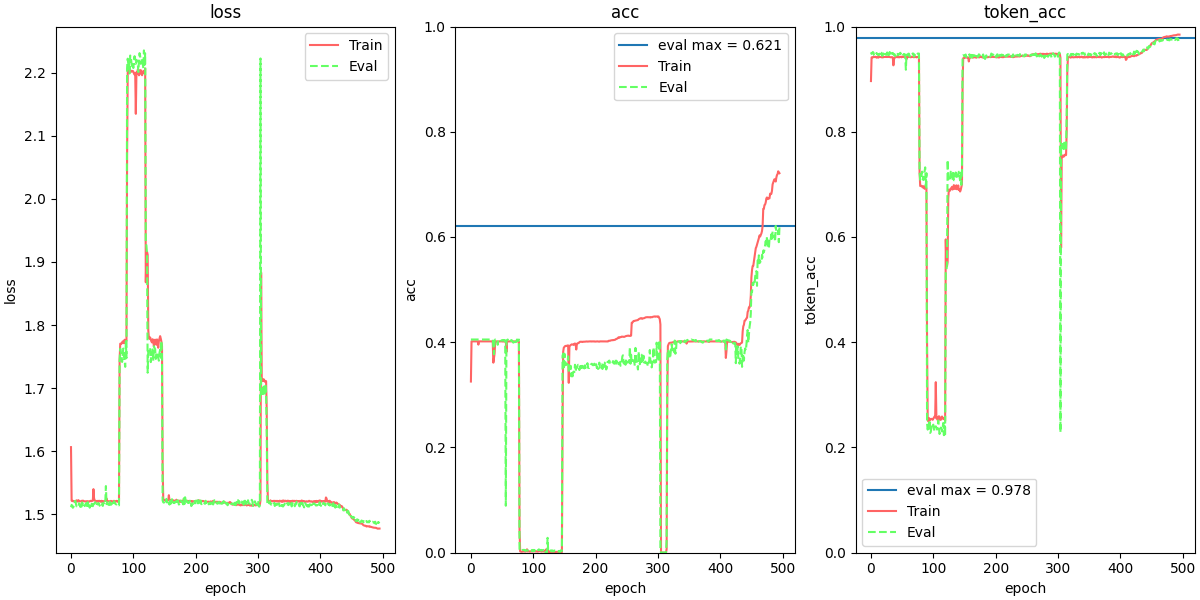 loss
Train
Eval
2.2
2.1
2.0
1.9
1.8
1.7
1.6
1.5
loss
0
100
200
300
400
500
epoch
acc
eval max = 0.621
Train
Eval
1.0
0.8
0.6
0.4
0.2
0.0
acc
0
100
200
300
400
500
epoch
token_acc
1.0
0.8
0.6
0.4
0.2
0.0
token_acc
eval max = 0.978
Train
Eval
0
100
200
300
400
500
epoch